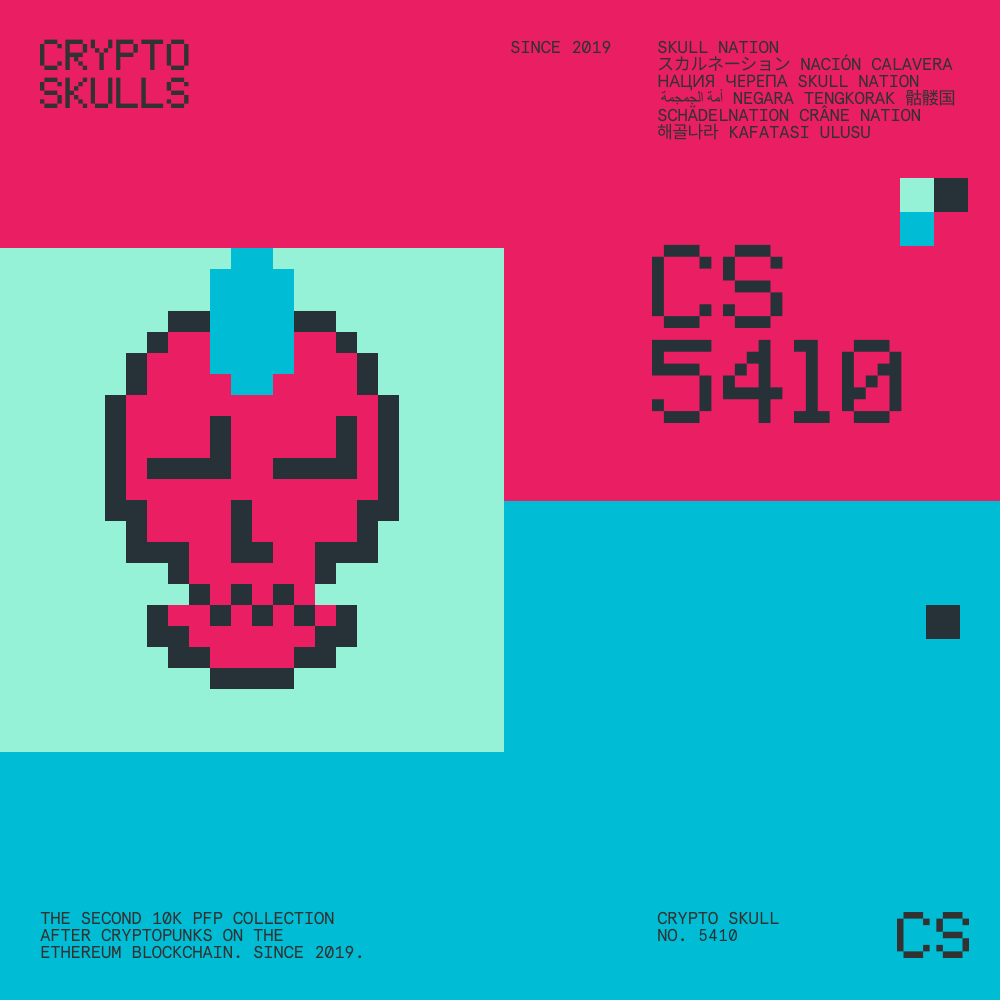 CRYPTO
SKULLS
SINCE 2019
SKULL NATION
スカルネーション NACIÓN CALAVERA
НАЦИЯ ЧЕРЕПА SKULL NATION
أمة الجمجمة NEGARA TENGKORAK 骷髅国
SCHÄDELNATION CRÂNE NATION
해골나라 KAFATASI ULUSU
CS
5410
THE SECOND 10K PFP COLLECTION
AFTER CRYPTOPUNKS ON THE
ETHEREUM BLOCKCHAIN. SINCE 2019.
CRYPTO SKULL
NO. 5410
CS